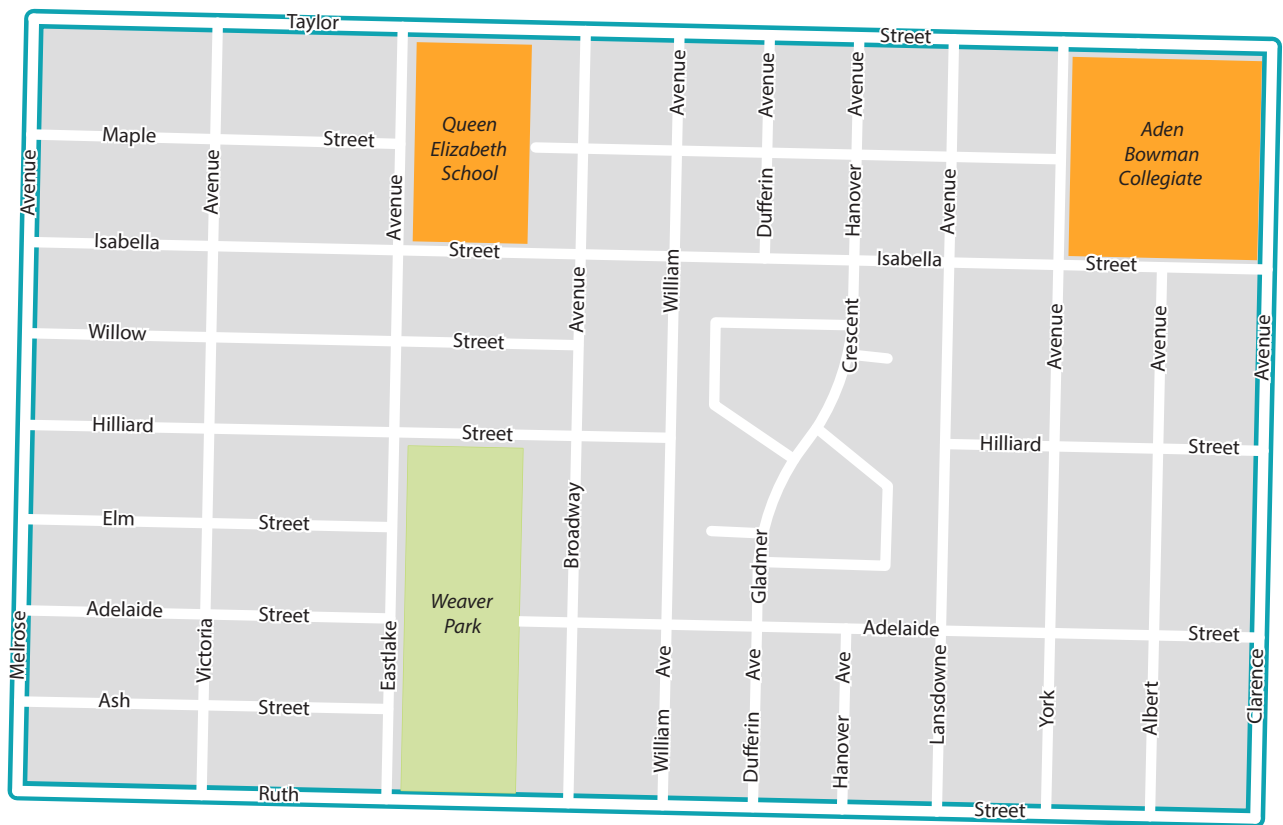 Taylor
Street
Avenue
Avenue
Avenue
Queen
Elizabeth
School
Aden
Bowman
Collegiate
Maple
Street
Avenue
Avenue
Avenue
Dufferin
Hanover
Avenue
Isabella
Street
Isabella
Street
William
Avenue
Crescent
Avenue
Avenue
Avenue
Willow
Street
Hilliard
Street
Hilliard
Street
Elm
Street
Broadway
Gladmer
Weaver
Park
Adelaide
Street
Adelaide
Street
Melrose
Victoria
Eastlake
William Ave
Dufferin Ave
Hanover Ave
Lansdowne
York
Albert
Clarence
Ash
Street
Ruth
Street